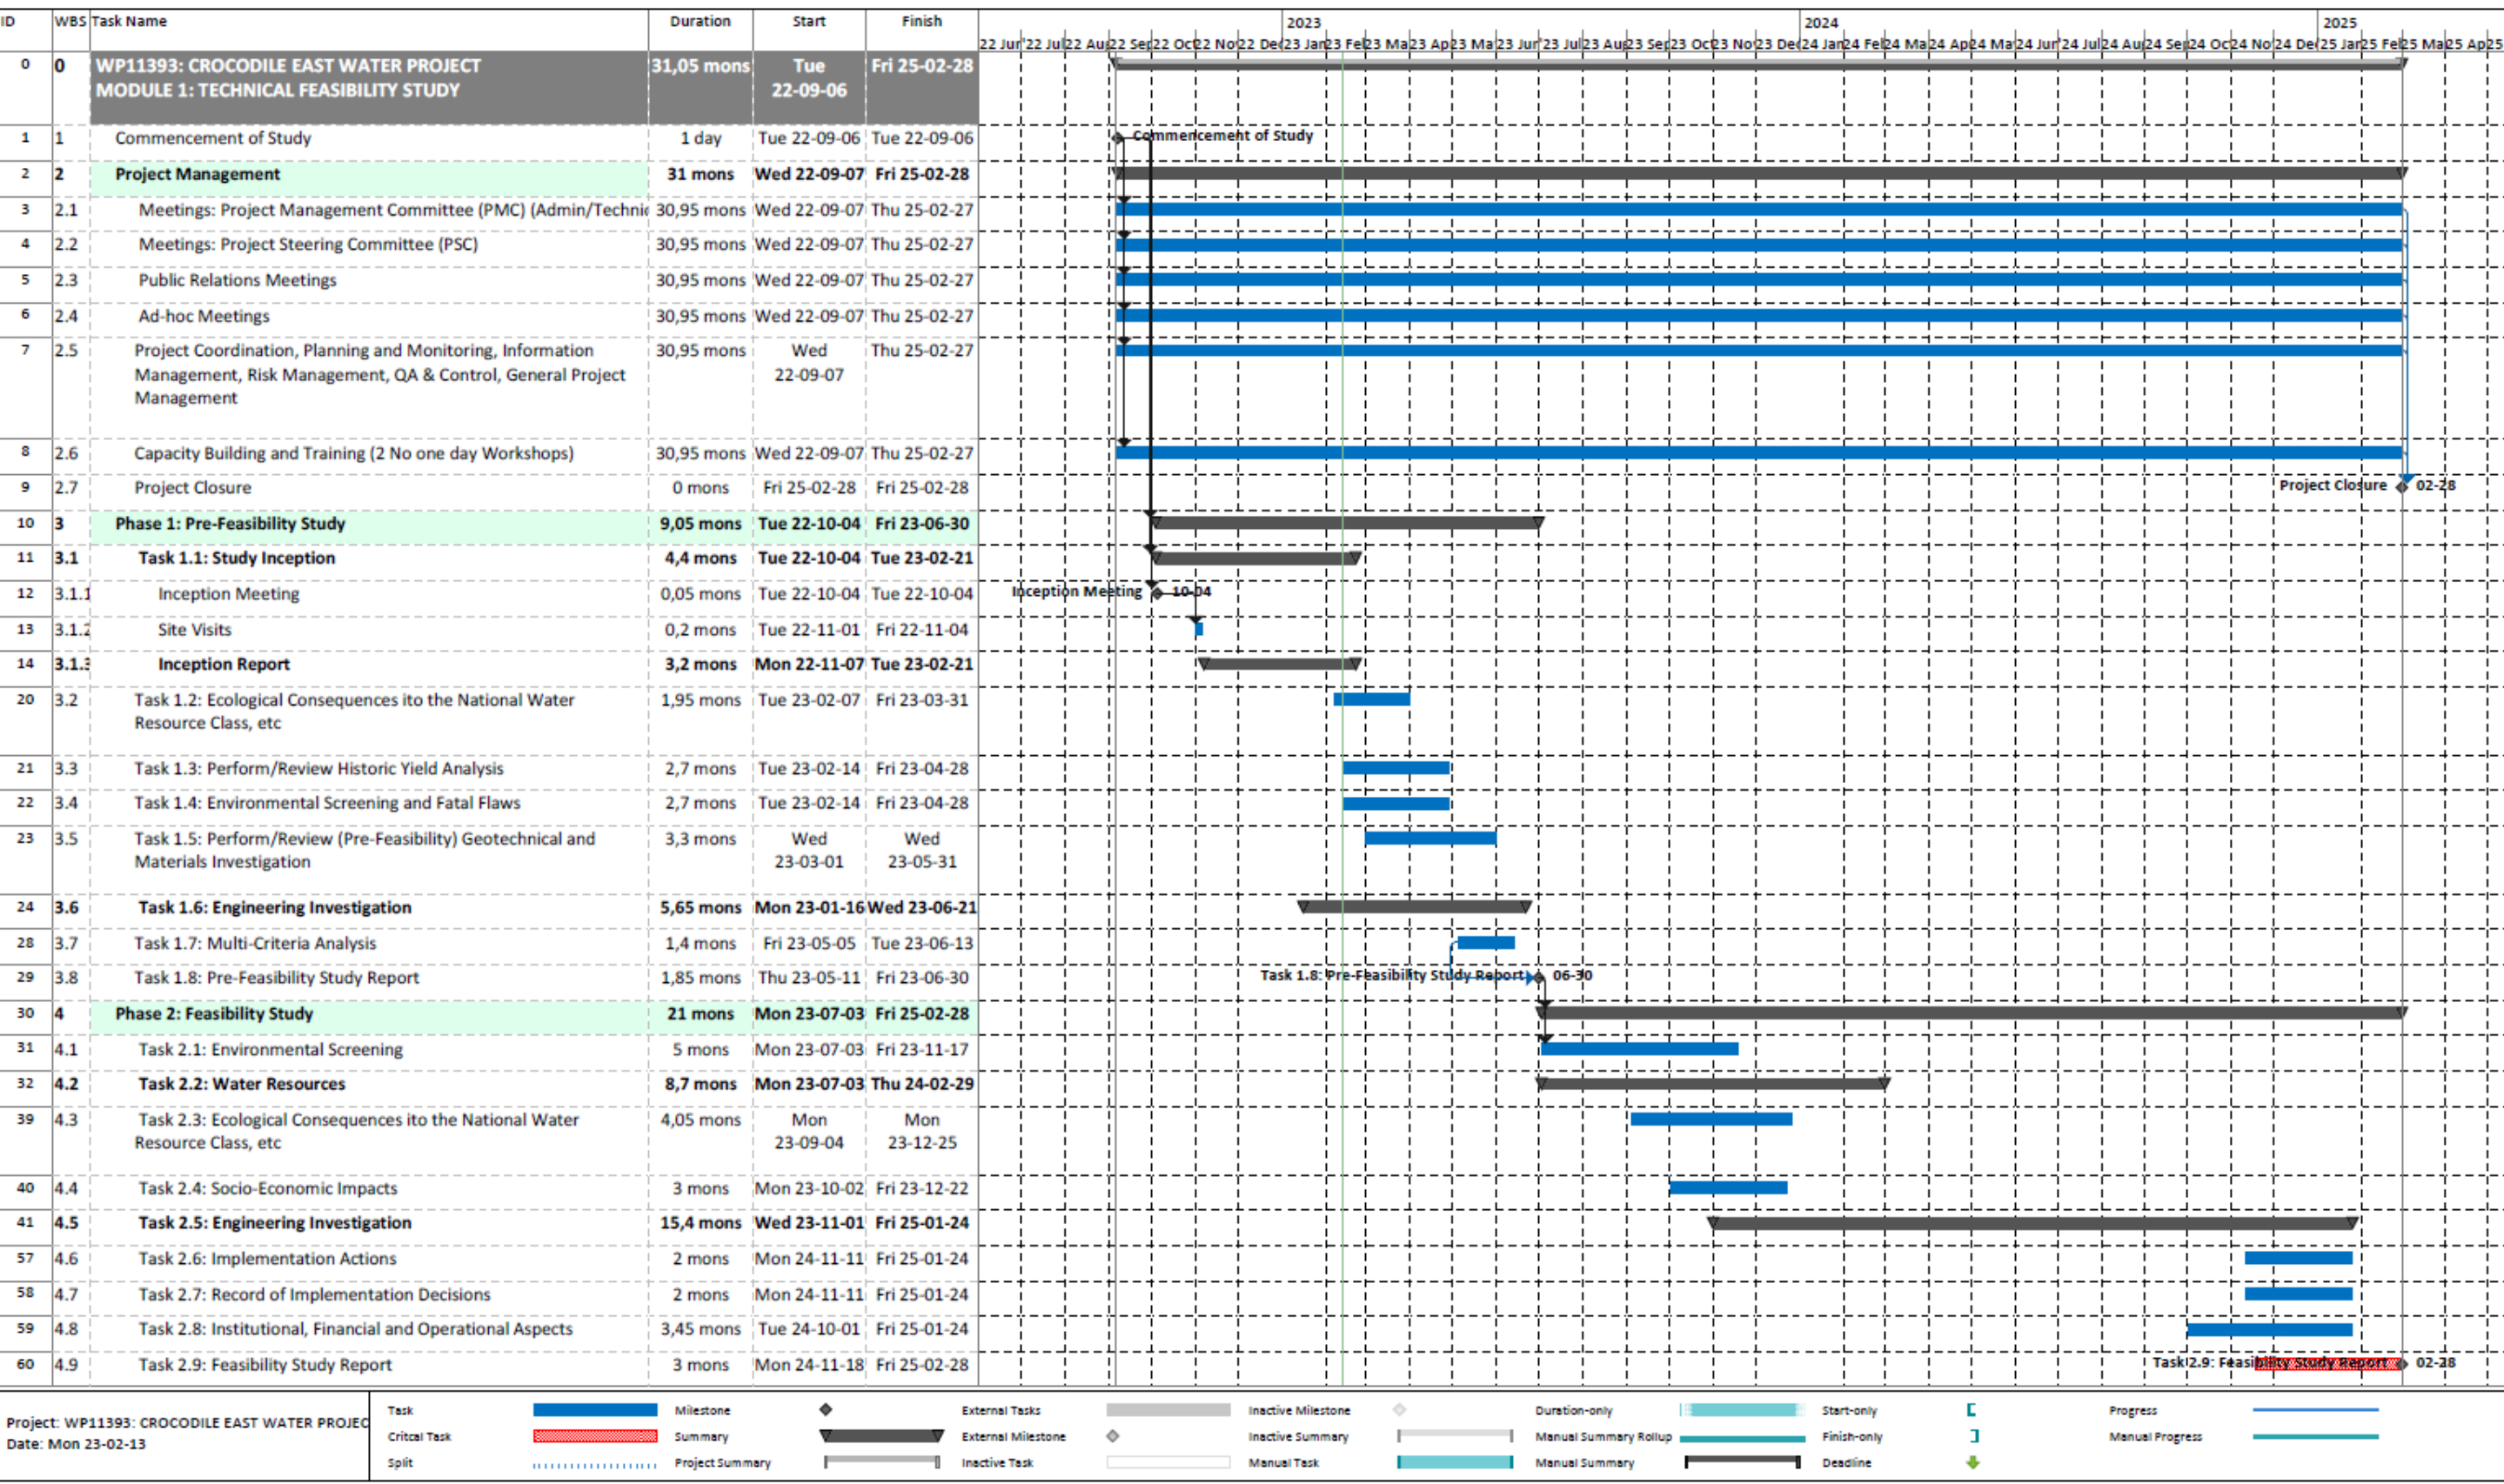 ID WBS Task Name Duration Start Finish 2023 2024 2025
22 Jun '22 Jul 22 Aug 22 Sep 22 Oct 22 Nov 22 Dec 23 Jan 23 Feb 23 Mar 23 Apr 23 Ma 23 Jun '23 Jul 23 Aug 23 Sep 23 Oct 23 Nov 23 Dec 24 Jan 24 Feb 24 Ma 24 Apr 24 Ma 24 Jun '24 Jul 24 Aug 24 Sep 24 Oct 24 No 24 Dec 25 Jan 25 Feb 25 Ma 25 Ap 25
0 0 WP11393: CROCODILE EAST WATER PROJECT 31,05 mons Tue Fri 25-02-28
MODULE 1: TECHNICAL FEASIBILITY STUDY 22-09-06
1 1 Commencement of Study 1 day Tue 22-09-06 Tue 22-09-06 Commencement of Study
2 2 Project Management 31 mons Wed 22-09-07 Fri 25-02-28
3 2.1 Meetings: Project Management Committee (PMC) (Admin/Technic 30,95 mons Wed 22-09-07 Thu 25-02-27
4 2.2 Meetings: Project Steering Committee (PSC) 30,95 mons Wed 22-09-07 Thu 25-02-27
5 2.3 Public Relations Meetings 30,95 mons Wed 22-09-07 Thu 25-02-27
6 2.4 Ad-hoc Meetings 30,95 mons Wed 22-09-07 Thu 25-02-27
7 2.5 Project Coordination, Planning and Monitoring, Information 30,95 mons Wed Thu 25-02-27
Management, Risk Management, QA & Control, General Project 22-09-07
Management
8 2.6 Capacity Building and Training (2 No one day Workshops) 30,95 mons Wed 22-09-07 Thu 25-02-27
9 2.7 Project Closure 0 mons Fri 25-02-28 Fri 25-02-28 Project Closure 02-28
10 3 Phase 1: Pre-Feasibility Study 9,05 mons Tue 22-10-04 Fri 23-06-30
11 3.1 Task 1.1: Study Inception 4,4 mons Tue 22-10-04 Tue 23-02-21
12 3.1.1 Inception Meeting 0,05 mons Tue 22-10-04 Tue 22-10-04 Inception Meeting 10-04
13 3.1.2 Site Visits 0,2 mons Tue 22-11-01 Fri 22-11-04
14 3.1.3 Inception Report 3,2 mons Mon 22-11-07 Tue 23-02-21
20 3.2 Task 1.2: Ecological Consequences ito the National Water 1,95 mons Tue 23-02-07 Fri 23-03-31
Resource Class, etc
21 3.3 Task 1.3: Perform/Review Historic Yield Analysis 2,7 mons Tue 23-02-14 Fri 23-04-28
22 3.4 Task 1.4: Environmental Screening and Fatal Flaws 2,7 mons Tue 23-02-14 Fri 23-04-28
23 3.5 Task 1.5: Perform/Review (Pre-Feasibility) Geotechnical and 3,3 mons Wed Wed
Materials Investigation 23-03-01 23-05-31
24 3.6 Task 1.6: Engineering Investigation 5,65 mons Mon 23-01-16 Wed 23-06-21
28 3.7 Task 1.7: Multi-Criteria Analysis 1,4 mons Fri 23-05-05 Tue 23-06-13
29 3.8 Task 1.8: Pre-Feasibility Study Report 1,85 mons Thu 23-05-11 Fri 23-06-30 Task 1.8: Pre-Feasibility Study Report 06-30
30 4 Phase 2: Feasibility Study 21 mons Mon 23-07-03 Fri 25-02-28
31 4.1 Task 2.1: Environmental Screening 5 mons Mon 23-07-03 Fri 23-11-17
32 4.2 Task 2.2: Water Resources 8,7 mons Mon 23-07-03 Thu 24-02-29
39 4.3 Task 2.3: Ecological Consequences ito the National Water 4,05 mons Mon Mon
Resource Class, etc 23-09-04 23-12-25
40 4.4 Task 2.4: Socio-Economic Impacts 3 mons Mon 23-10-02 Fri 23-12-22
41 4.5 Task 2.5: Engineering Investigation 15,4 mons Wed 23-11-01 Fri 25-01-24
57 4.6 Task 2.6: Implementation Actions 2 mons Mon 24-11-11 Fri 25-01-24
58 4.7 Task 2.7: Record of Implementation Decisions 2 mons Mon 24-11-11 Fri 25-01-24
59 4.8 Task 2.8: Institutional, Financial and Operational Aspects 3,45 mons Tue 24-10-01 Fri 25-01-24
60 4.9 Task 2.9: Feasibility Study Report 3 mons Mon 24-11-18 Fri 25-02-28 Task 2.9: Feasibility Study Report 02-28
Project: WP11393: CROCODILE EAST WATER PROJEC
Date: Mon 23-02-13
Task Milestone External Tasks Inactive Milestone Duration-only Start-only Progress
Critcal Task Summary External Milestone Inactive Summary Manual Summary Rollup Finish-only Manual Progress
Split Project Summary Inactive Task Manual Task Manual Summary Deadline